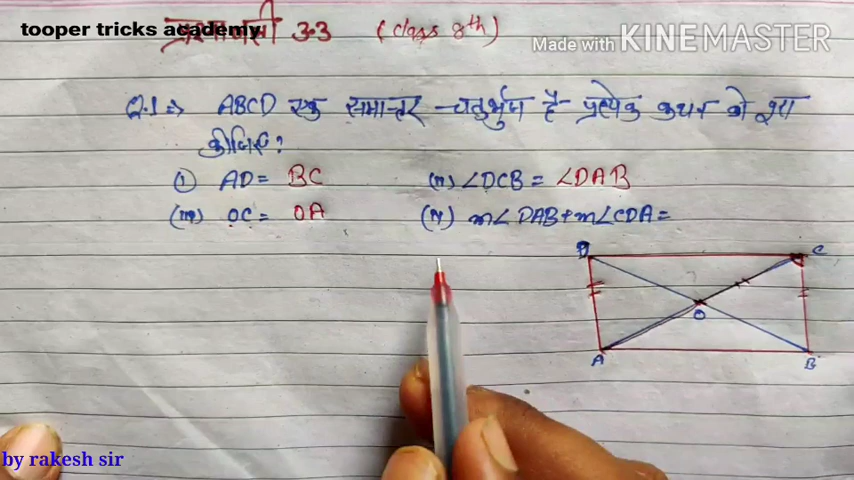 tooper tricks academy
प्रश्नावली 3.3 (class 8th)
Made with KINEMASTER
Q.1 ⇒ ABCD एक समान्तर चतुर्भुज है प्रत्येक कथन को पूरा
कीजिए?
(i) AD = BC (ii) ∠DCB = ∠DAB
(iii) OC = OA (iv) m∠DAB+m∠CDA=
D C
O
A B
by rakesh sir